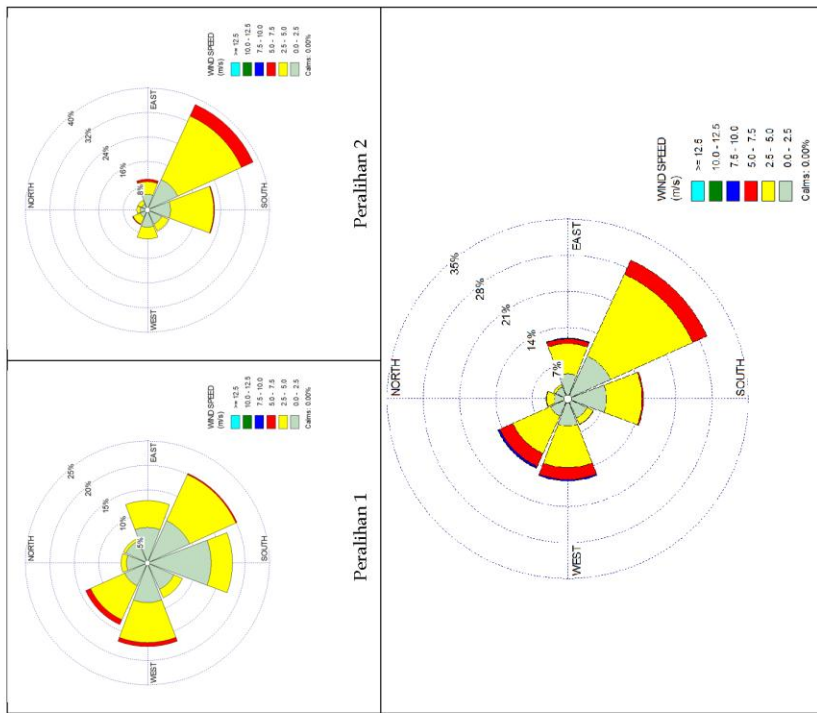 NORTH
40%
32%
24%
16%
8%
WEST
EAST
SOUTH
WIND SPEED
(m/s)
>= 12.5
10.0 - 12.5
7.5 - 10.0
5.0 - 7.5
2.5 - 5.0
0.0 - 2.5
Calms: 0.00%
Peralihan 2
NORTH
25%
20%
15%
10%
5%
WEST
EAST
SOUTH
WIND SPEED
(m/s)
>= 12.5
10.0 - 12.5
7.5 - 10.0
5.0 - 7.5
2.5 - 5.0
0.0 - 2.5
Calms: 0.00%
Peralihan 1
NORTH
35%
28%
21%
14%
7%
WEST
EAST
SOUTH
WIND SPEED
(m/s)
>= 12.5
10.0 - 12.5
7.5 - 10.0
5.0 - 7.5
2.5 - 5.0
0.0 - 2.5
Calms: 0.00%